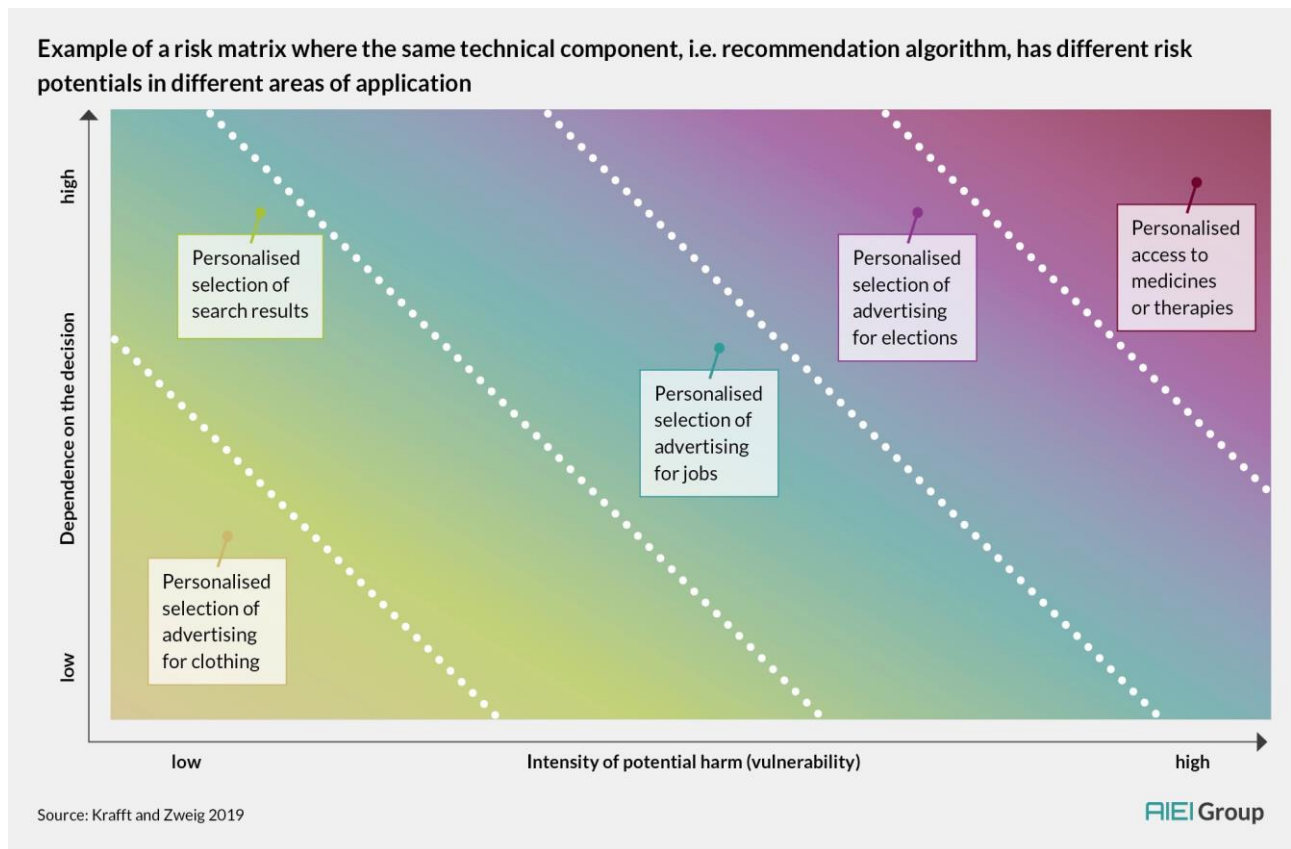 Example of a risk matrix where the same technical component, i.e. recommendation algorithm, has different risk
potentials in different areas of application
high
Dependence on the decision
low
Personalised
selection of
search results
Personalised
selection of
advertising
for clothing
Personalised
selection of
advertising
for jobs
Personalised
selection of
advertising
for elections
Personalised
access to
medicines
or therapies
low
Intensity of potential harm (vulnerability)
high
Source: Krafft and Zweig 2019
AIEI Group